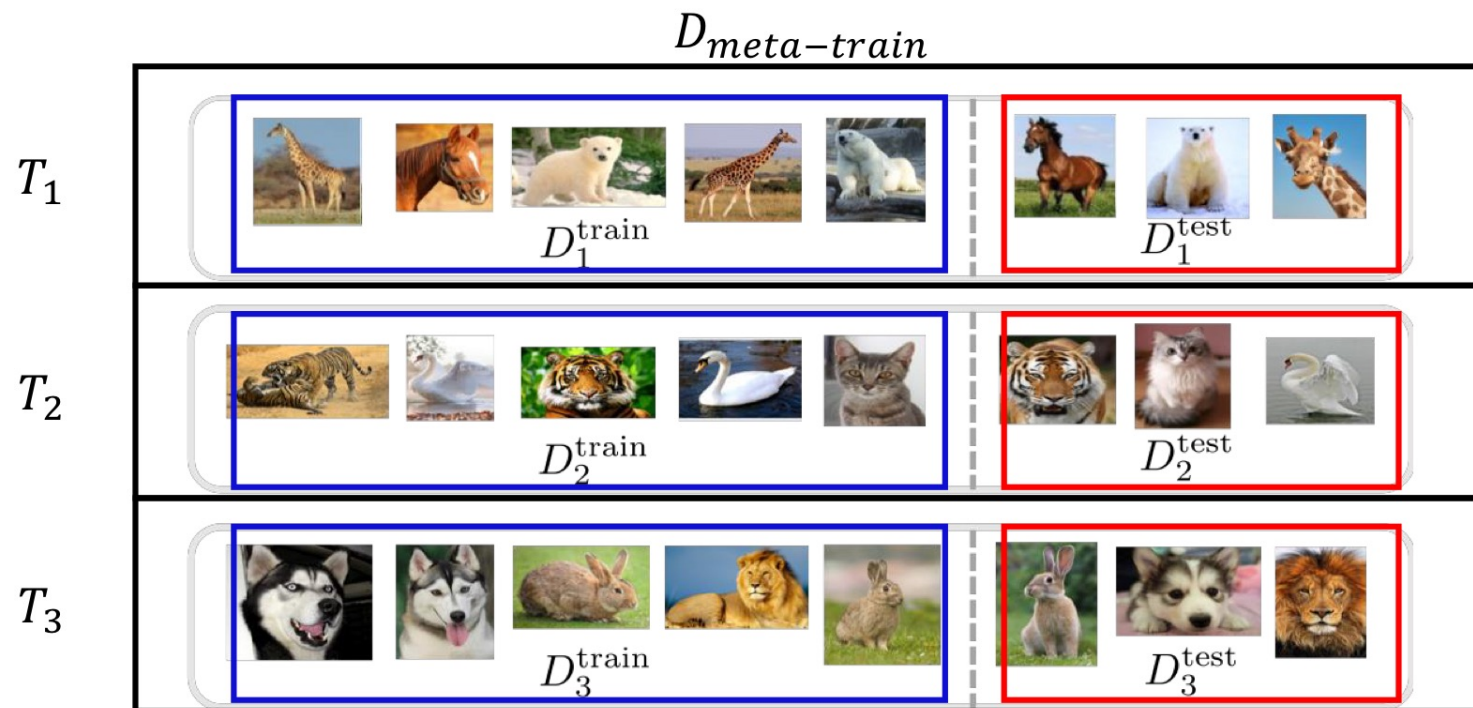 D_{meta-train}
T_1
D_1^{train}
D_1^{test}
T_2
D_2^{train}
D_2^{test}
T_3
D_3^{train}
D_3^{test}